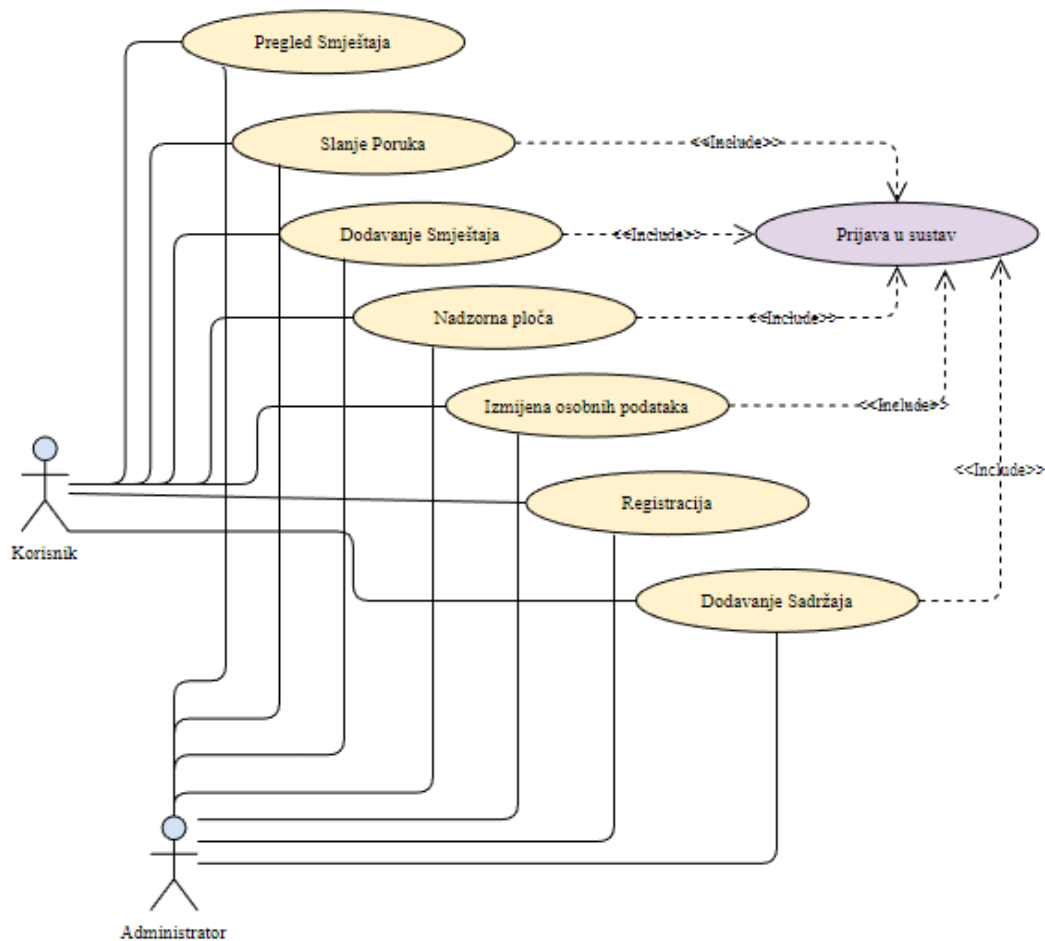 Pregled Smještaja
Slanje Poruka
<<Include>>
Dodavanje Smještaja
<<Include>>
Prijava u sustav
Nadzorna ploča
<<Include>>
Izmijena osobnih podataka
<<Include>>
<<Include>>
Registracija
Korisnik
Dodavanje Sadržaja
Administrator